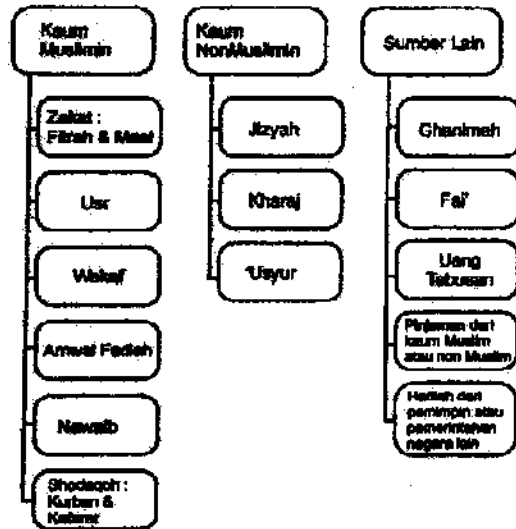 Kaum
Muslimin
Zakat :
Fitrah & Maal
Usr
Wakaf
Amwal Fadlah
Nawaib
Shodaqoh :
Kurban &
Kafarat
Kaum
NonMuslimin
Jizyah
Kharaj
'Usyur
Sumber Lain
Ghanimah
Fai'
Uang
Tebusan
Pinjaman dari
kaum Muslim
atau non Muslim
Hadiah dari
pemimpin atau
pemerintahan
negara lain